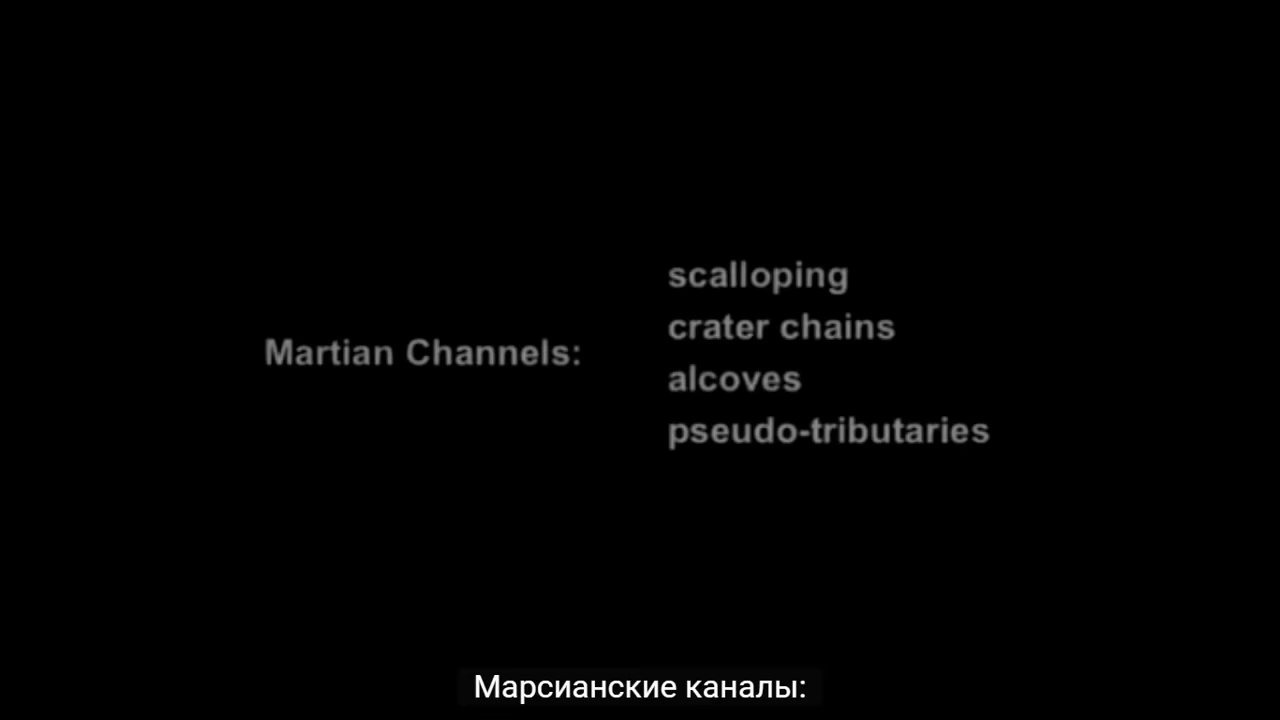 Martian Channels:
scalloping
crater chains
alcoves
pseudo-tributaries
Марсианские каналы: